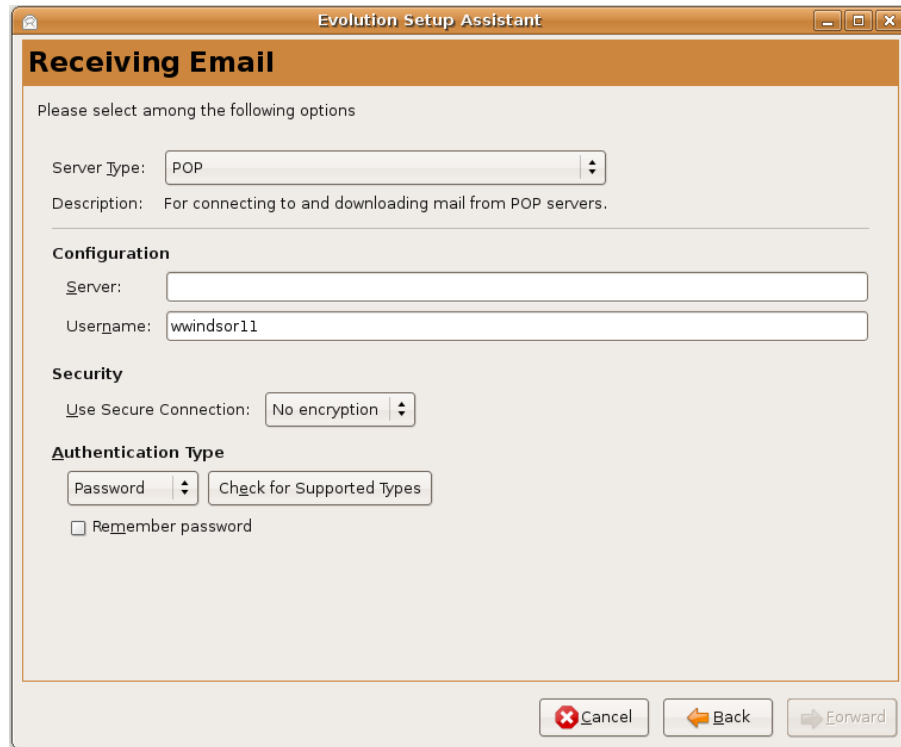 Evolution Setup Assistant
Receiving Email
Please select among the following options
Server Type: POP
Description: For connecting to and downloading mail from POP servers.
Configuration
Server:
Username: wwindsor11
Security
Use Secure Connection: No encryption
Authentication Type
Password Check for Supported Types
Remember password
Cancel Back Forward